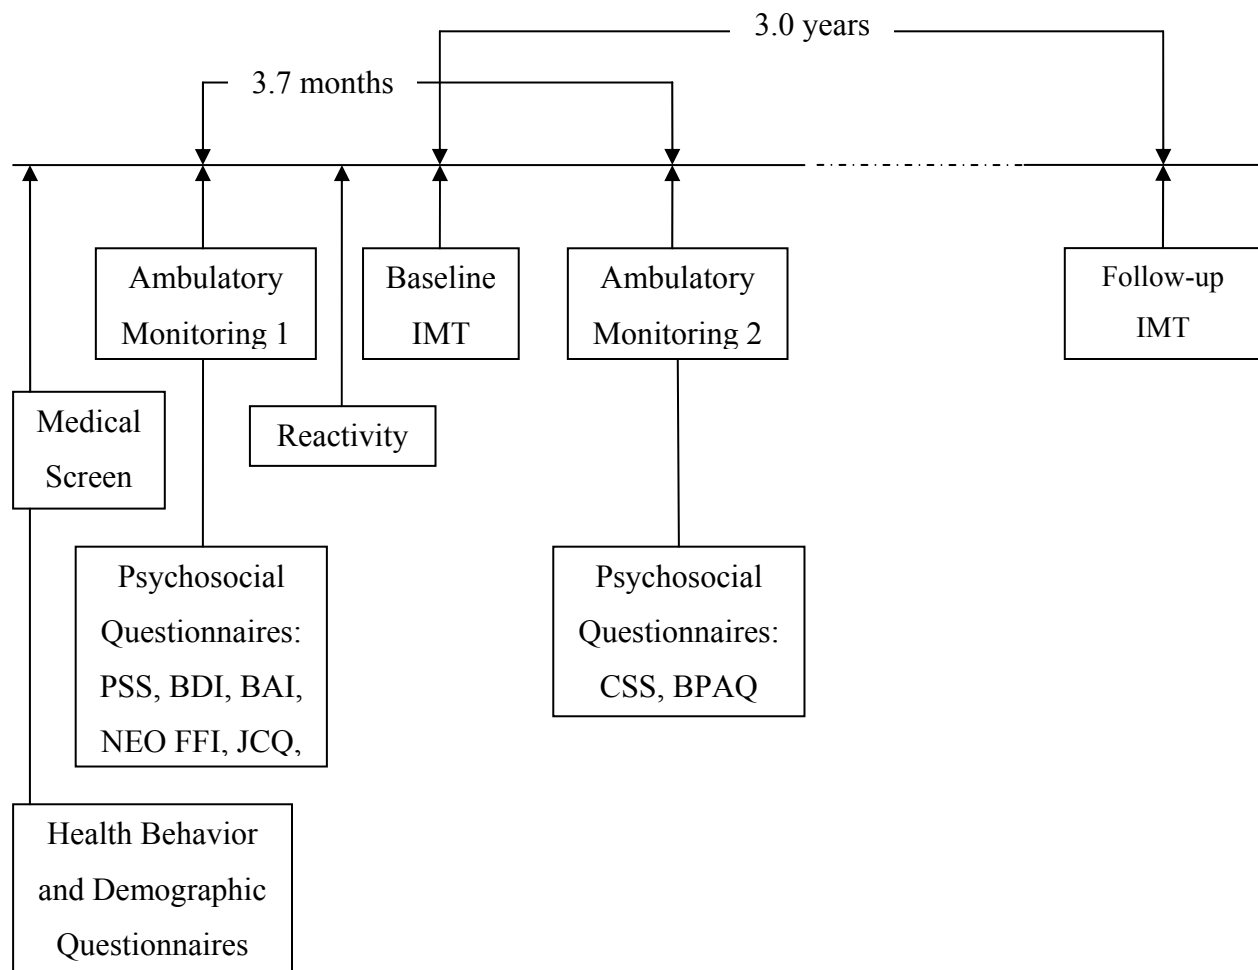 3.0 years
3.7 months
Ambulatory
Monitoring 1
Baseline
IMT
Ambulatory
Monitoring 2
Follow-up
IMT
Medical
Screen
Reactivity
Psychosocial
Questionnaires:
PSS, BDI, BAI,
NEO FFI, JCQ,
Psychosocial
Questionnaires:
CSS, BPAQ
Health Behavior
and Demographic
Questionnaires